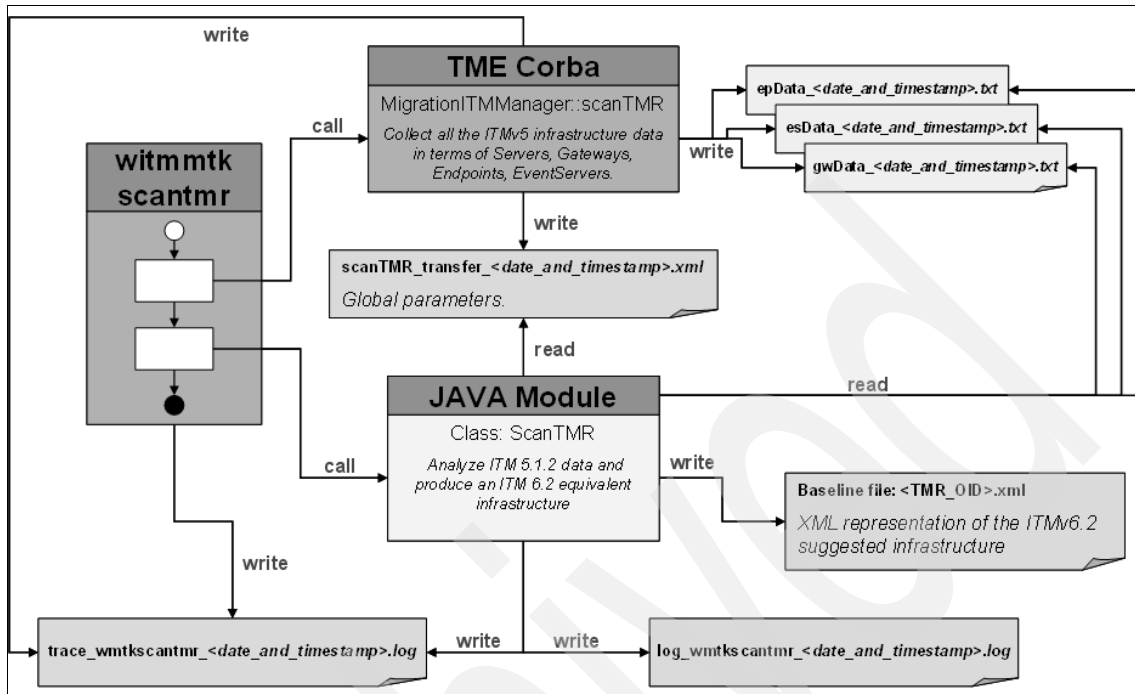 write
TME Corba
MigrationITMManager::scanTMR
Collect all the ITMv5 infrastructure data
in terms of Servers, Gateways,
Endpoints, EventServers.
epData_<date_and_timestamp>.txt
esData_<date_and_timestamp>.txt
gwData_<date_and_timestamp>.txt
write
call
witmmtk
scantmr
write
scanTMR_transfer_<date_and_timestamp>.xml
Global parameters.
read
read
JAVA Module
Class: ScanTMR
Analyze ITM 5.1.2 data and
produce an ITM 6.2 equivalent
infrastructure
call
write
Baseline file: <TMR_OID>.xml
XML representation of the ITMv6.2
suggested infrastructure
write
trace_wmtkscantmr_<date_and_timestamp>.log
write
write
log_wmtkscantmr_<date_and_timestamp>.log